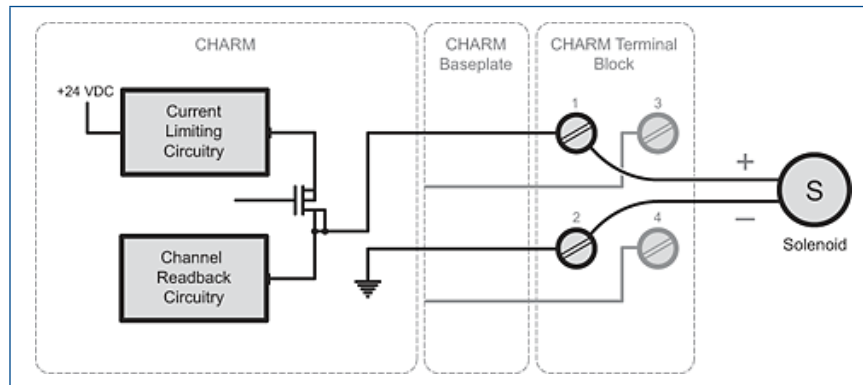 CHARM
CHARM
Baseplate
CHARM Terminal
Block
+24 VDC
Current
Limiting
Circuitry
1
3
+
S
−
Solenoid
2
4
Channel
Readback
Circuitry